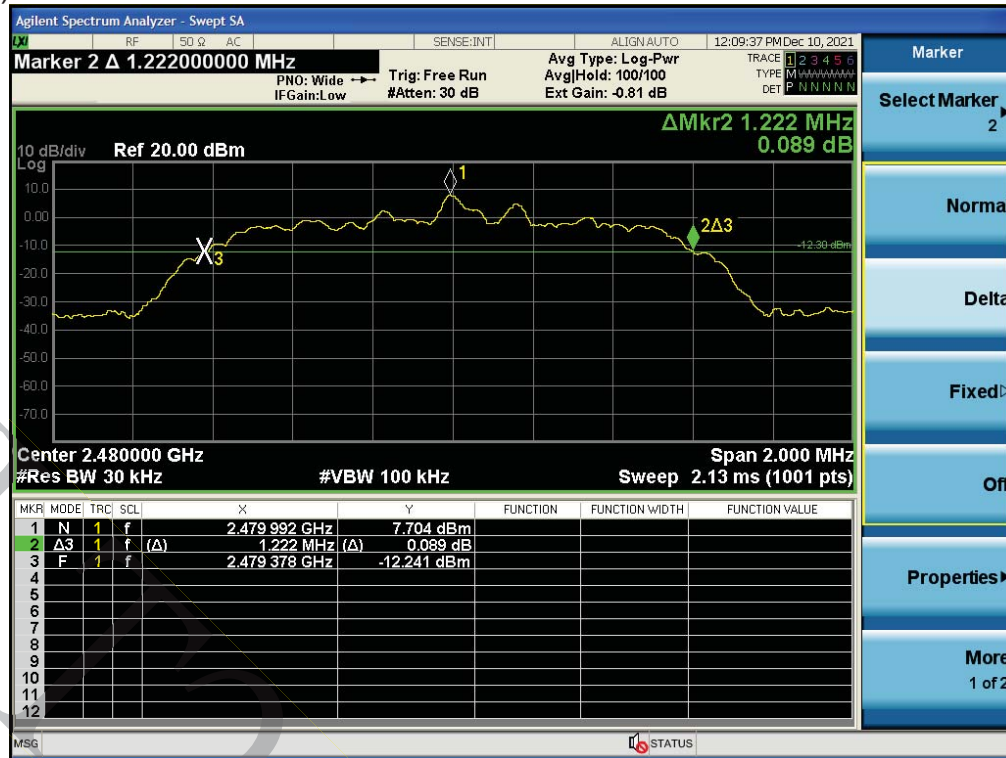 Agilent Spectrum Analyzer - Swept SA
LXI RF 50 Ω AC SENSE:INT ALIGN AUTO 12:09:37 PM Dec 10, 2021
Marker 2 Δ 1.222000000 MHz
PNO: Wide
IFGain:Low
Trig: Free Run
#Atten: 30 dB
Avg Type: Log-Pwr
Avg|Hold: 100/100
Ext Gain: -0.81 dB
TRACE 1 2 3 4 5 6
TYPE M
DET P N N N N N
ΔMkr2 1.222 MHz
0.089 dB
10 dB/div Ref 20.00 dBm
Log
10.0
0.00
-10.0
-20.0
-30.0
-40.0
-50.0
-60.0
-70.0
1
2Δ3
3
-12.30 dBm
Center 2.480000 GHz Span 2.000 MHz
#Res BW 30 kHz #VBW 100 kHz Sweep 2.13 ms (1001 pts)
MKR MODE TRC SCL X Y FUNCTION FUNCTION WIDTH FUNCTION VALUE
1 N 1 f 2.479 992 GHz 7.704 dBm
2 Δ3 1 f (Δ) 1.222 MHz (Δ) 0.089 dB
3 F 1 f 2.479 378 GHz -12.241 dBm
4
5
6
7
8
9
10
11
12
MSG STATUS
Marker
Select Marker
2
Norma
Delta
Fixed
Off
Properties
More
1 of 2